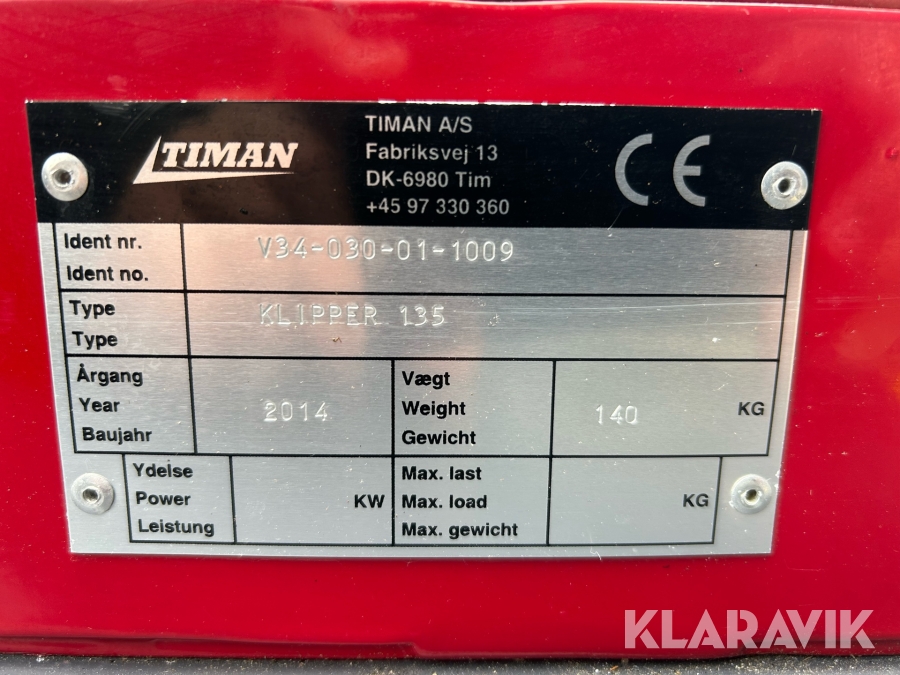 TIMAN
TIMAN A/S
Fabriksvej 13
DK-6980 Tim
+45 97 330 360
CE
Ident nr.
Ident no.
V34-030-01-1009
Type
Type
KLIPPER 135
Årgang
Year
Baujahr
2014
Vægt
Weight
Gewicht
140
KG
Ydelse
Power
Leistung
KW
Max. last
Max. load
Max. gewicht
KG
KLARAVIK